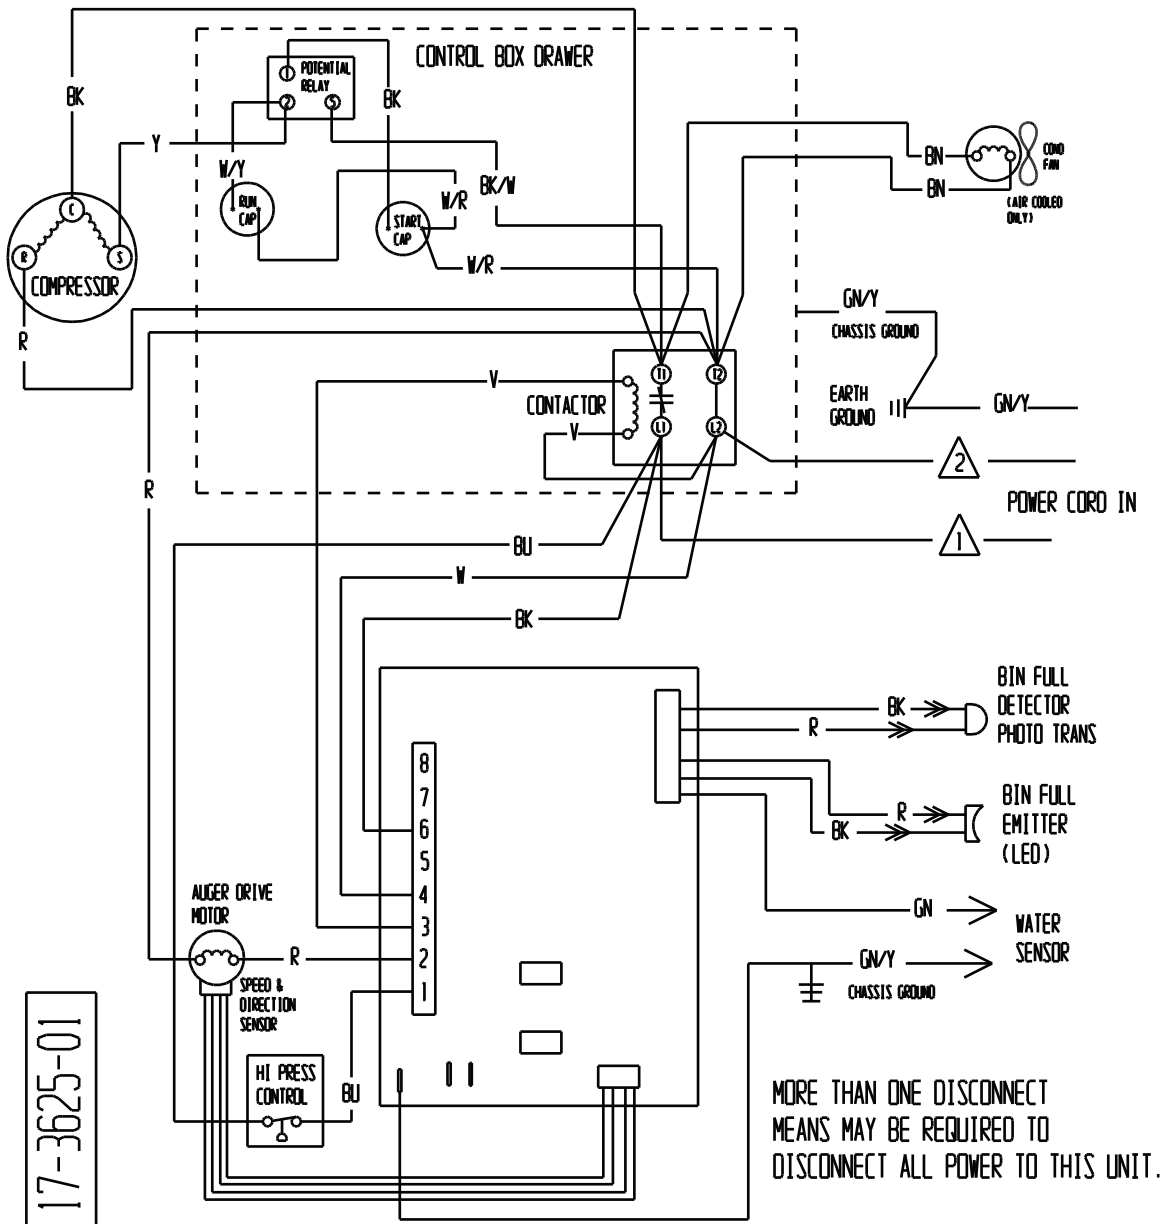 CONTROL BOX DRAWER
1
POTENTIAL
RELAY
2
5
BK
BK
Y
W/Y
W/R
BK/W
BN
BN
COND
FAN
(AIR COOLED
ONLY)
C
R
S
COMPRESSOR
RUN
CAP
START
CAP
W/R
R
GN/Y
CHASSIS GROUND
T1
T2
V
CONTACTOR
V
L1
L2
EARTH
GROUND
GN/Y
2
POWER CORD IN
1
R
BU
W
BK
8
7
6
5
4
3
2
1
BK
R
BIN FULL
DETECTOR
PHOTO TRANS
R
BK
BIN FULL
EMITTER
(LED)
GN
WATER
SENSOR
GN/Y
CHASSIS GROUND
AUGER DRIVE
MOTOR
R
SPEED &
DIRECTION
SENSOR
HI PRESS
CONTROL
BU
MORE THAN ONE DISCONNECT
MEANS MAY BE REQUIRED TO
DISCONNECT ALL POWER TO THIS UNIT.
17-3625-01